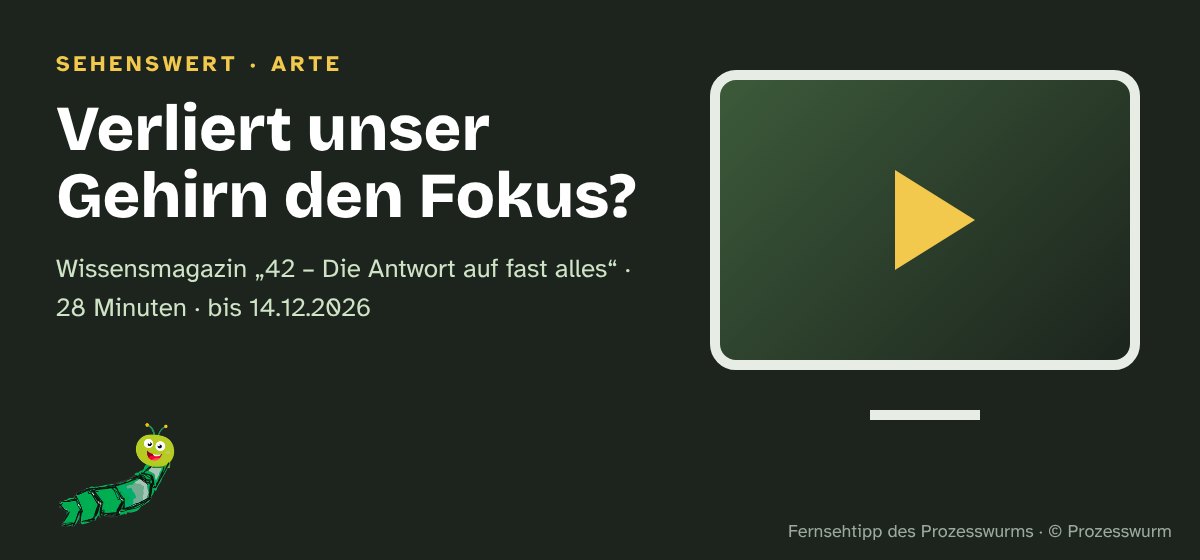 SEHENSWERT · ARTE
Verliert unser
Gehirn den Fokus?
Wissensmagazin „42 – Die Antwort auf fast alles“ ·
28 Minuten · bis 14.12.2026
Fernsehtipp des Prozesswurms · © Prozesswurm